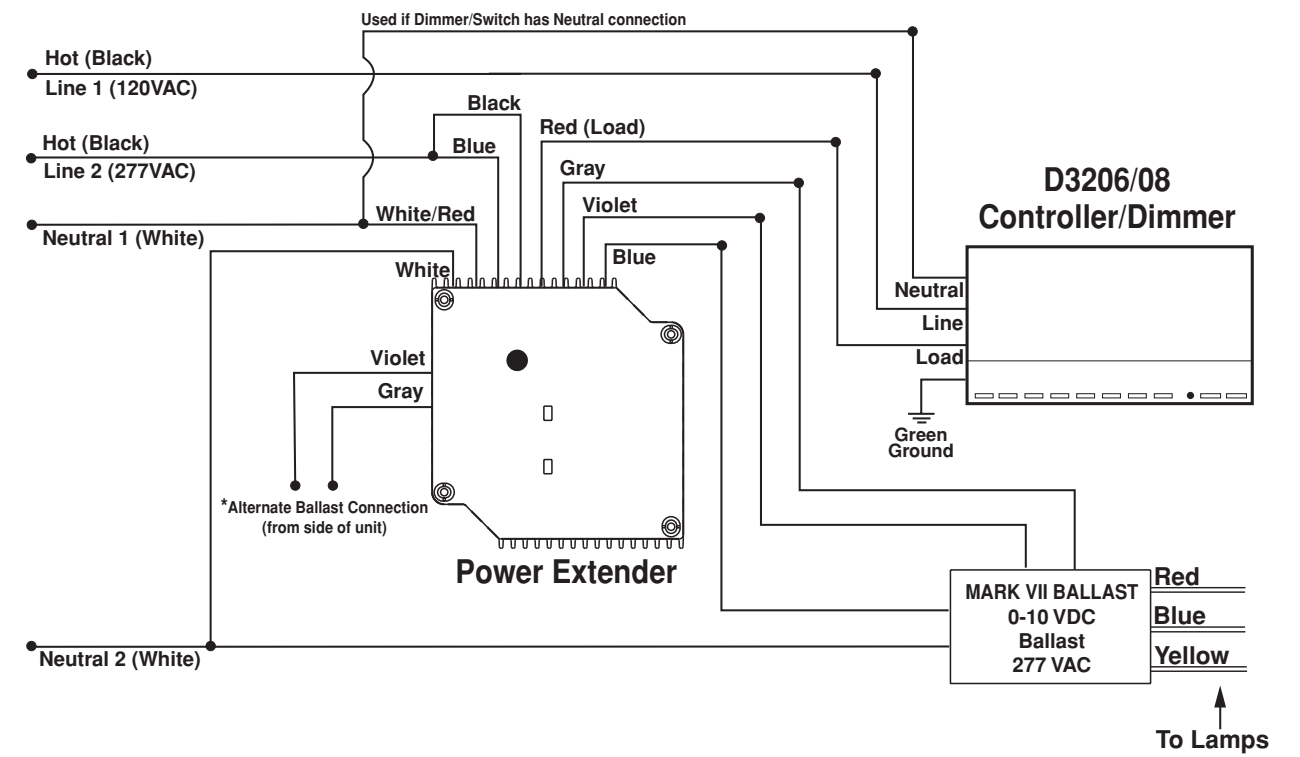 Used if Dimmer/Switch has Neutral connection
Hot (Black)
Line 1 (120VAC)
Black
Hot (Black)
Red (Load)
Blue
Line 2 (277VAC)
Gray
D3206/08
Controller/Dimmer
Violet
White/Red
Neutral 1 (White)
Blue
White
Neutral
Line
Load
Violet
Gray
Green
Ground
*Alternate Ballast Connection
(from side of unit)
Power Extender
MARK VII BALLAST
0-10 VDC
Ballast
277 VAC
Red
Blue
Yellow
Neutral 2 (White)
To Lamps